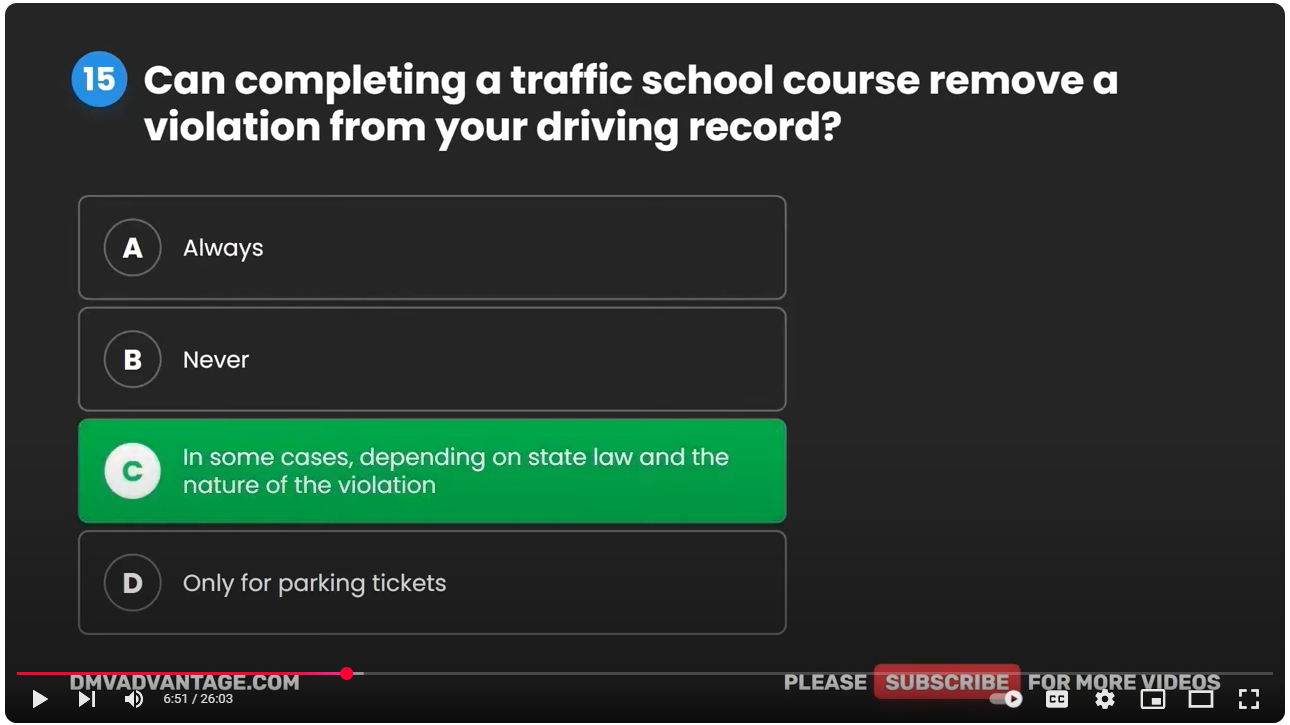 15 Can completing a traffic school course remove a
violation from your driving record?
A Always
B Never
C In some cases, depending on state law and the
nature of the violation
D Only for parking tickets
DMVADVANTAGE.COM
PLEASE SUBSCRIBE FOR MORE VIDEOS
6:51 / 26:03
CC